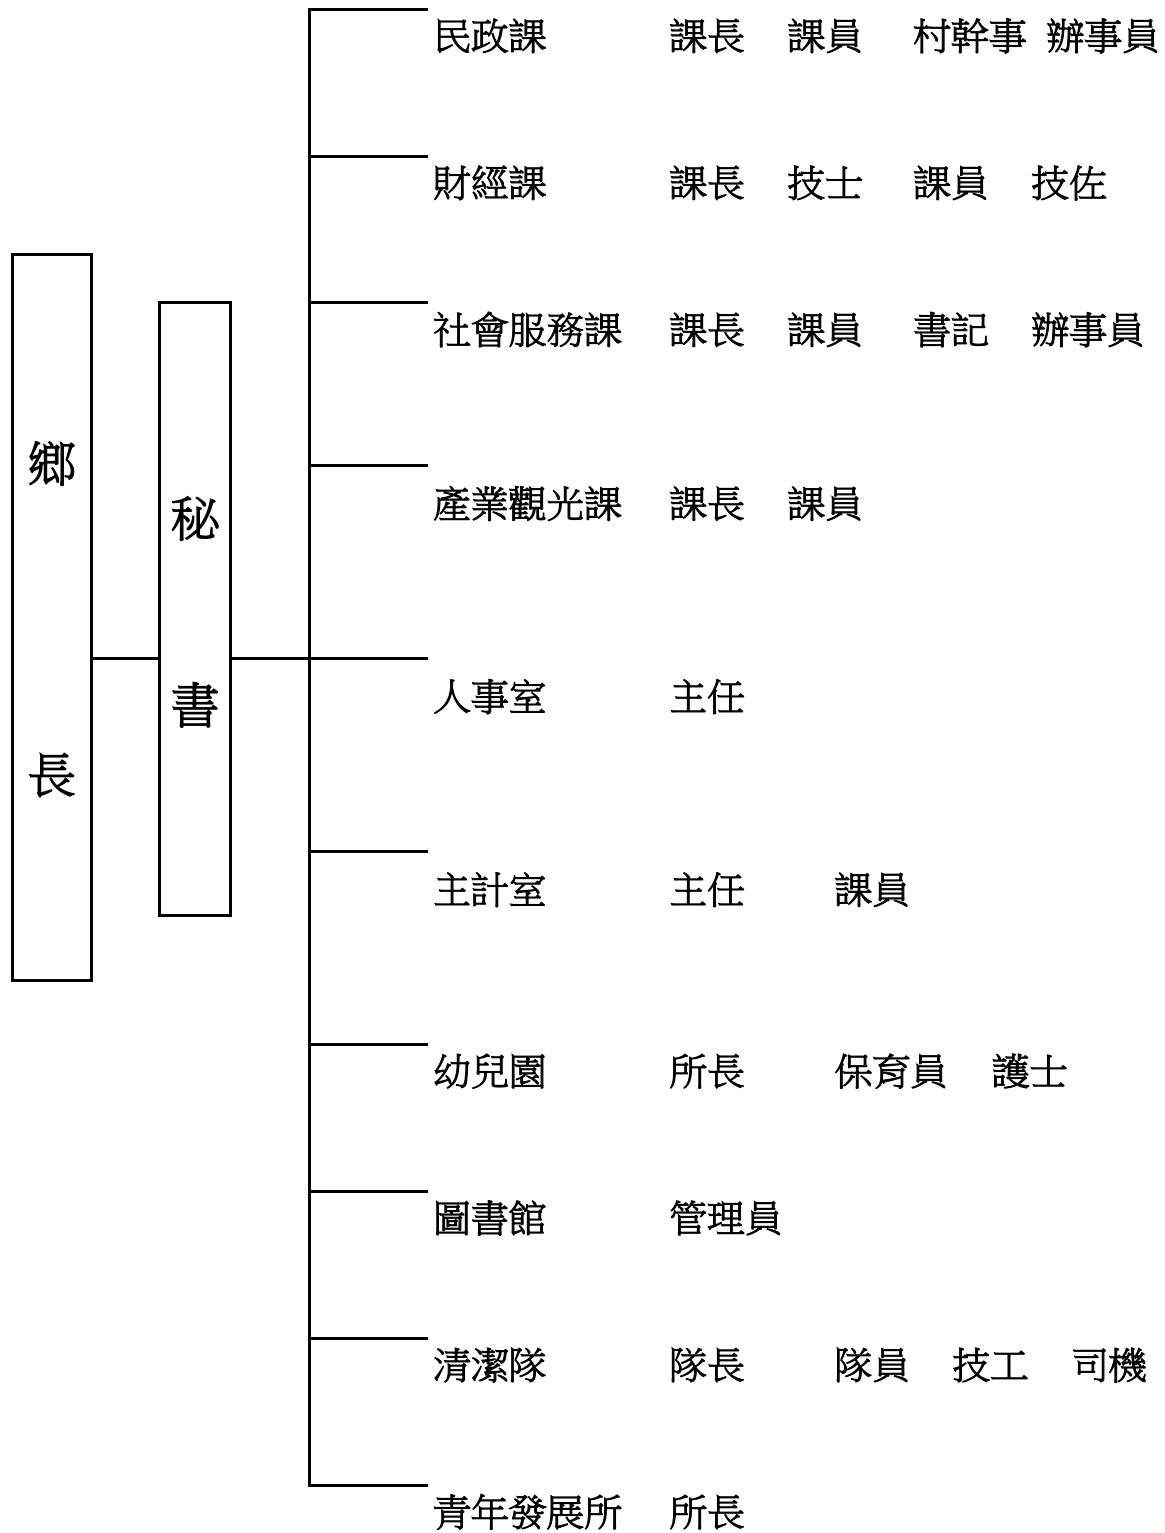 鄉長
秘書
民政課 課長 課員 村幹事 辦事員
財經課 課長 技士 課員 技佐
社會服務課 課長 課員 書記 辦事員
產業觀光課 課長 課員
人事室 主任
主計室 主任 課員
幼兒園 所長 保育員 護士
圖書館 管理員
清潔隊 隊長 隊員 技工 司機
青年發展所 所長